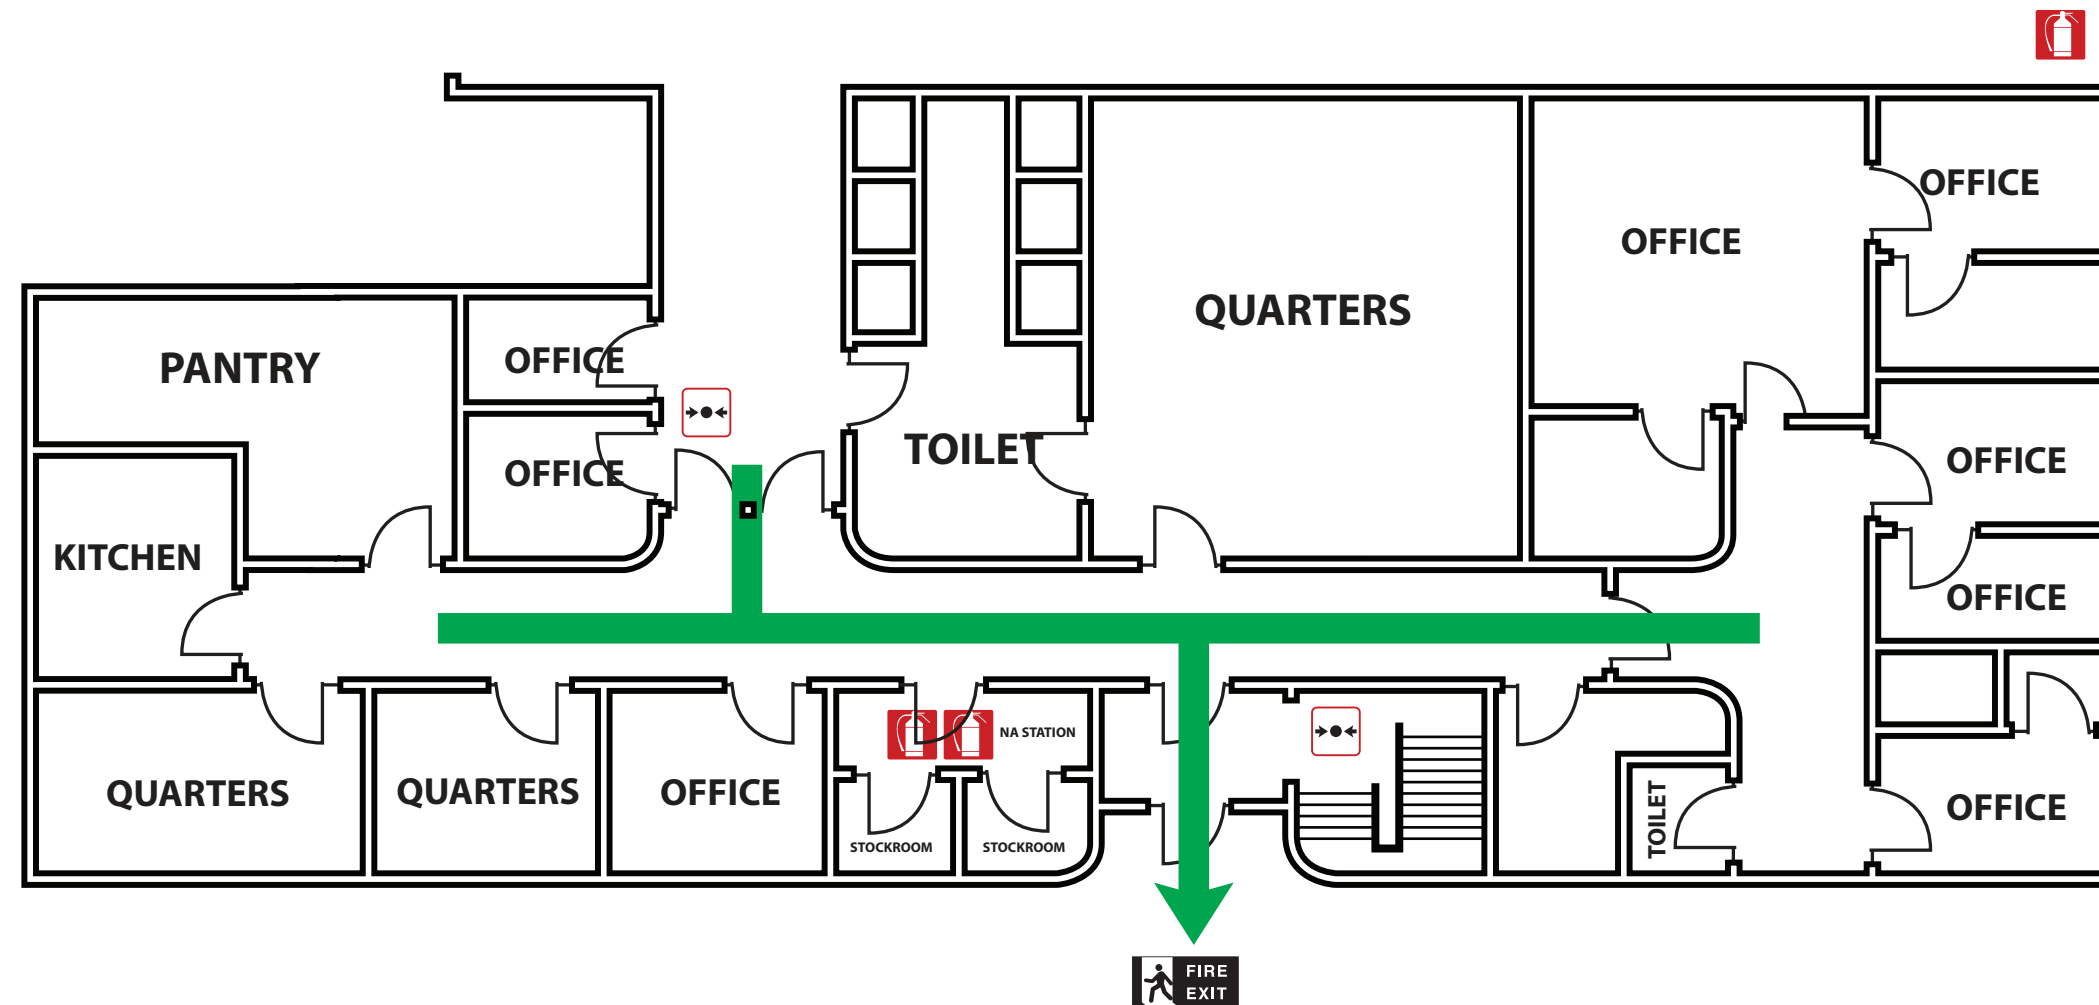 OFFICE
OFFICE
QUARTERS
OFFICE
PANTRY
TOILET
OFFICE
OFFICE
KITCHEN
OFFICE
NA STATION
QUARTERS
QUARTERS
OFFICE
STOCKROOM
STOCKROOM
TOILET
OFFICE
FIRE
EXIT